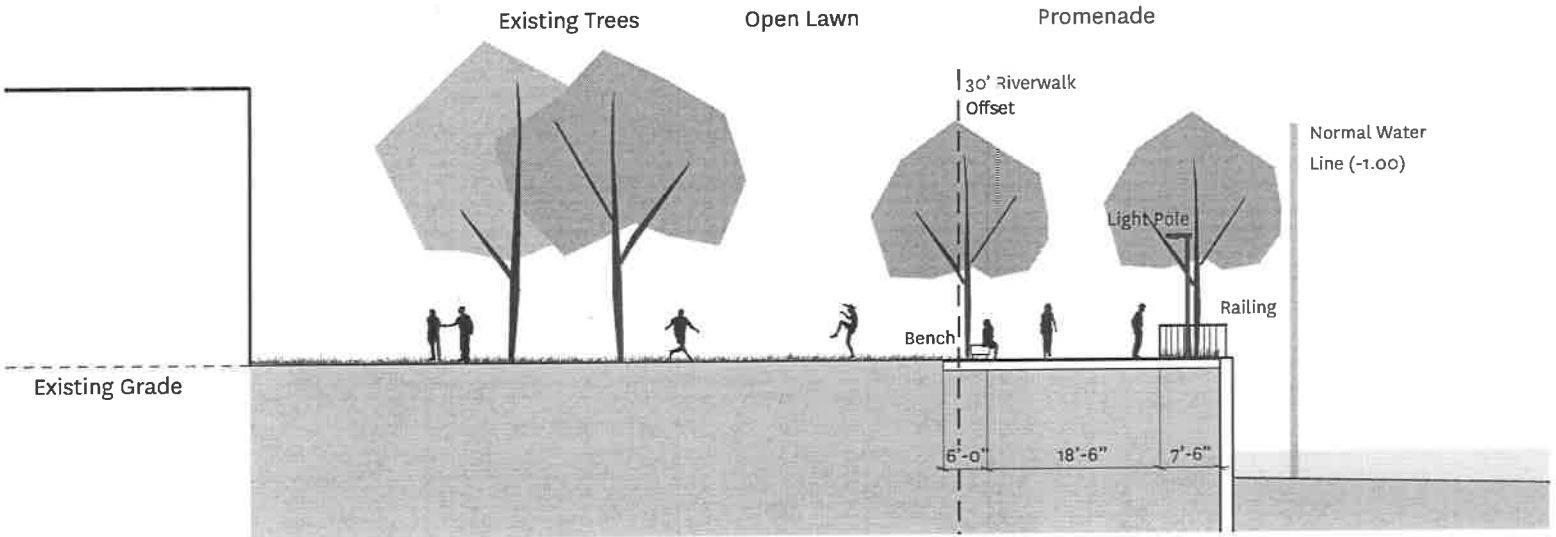 Existing Trees
Open Lawn
Promenade
30' Riverwalk
Offset
Normal Water
Line (-1.00)
Light Pole
Railing
Bench
Existing Grade
6'-0"
18'-6"
7'-6"